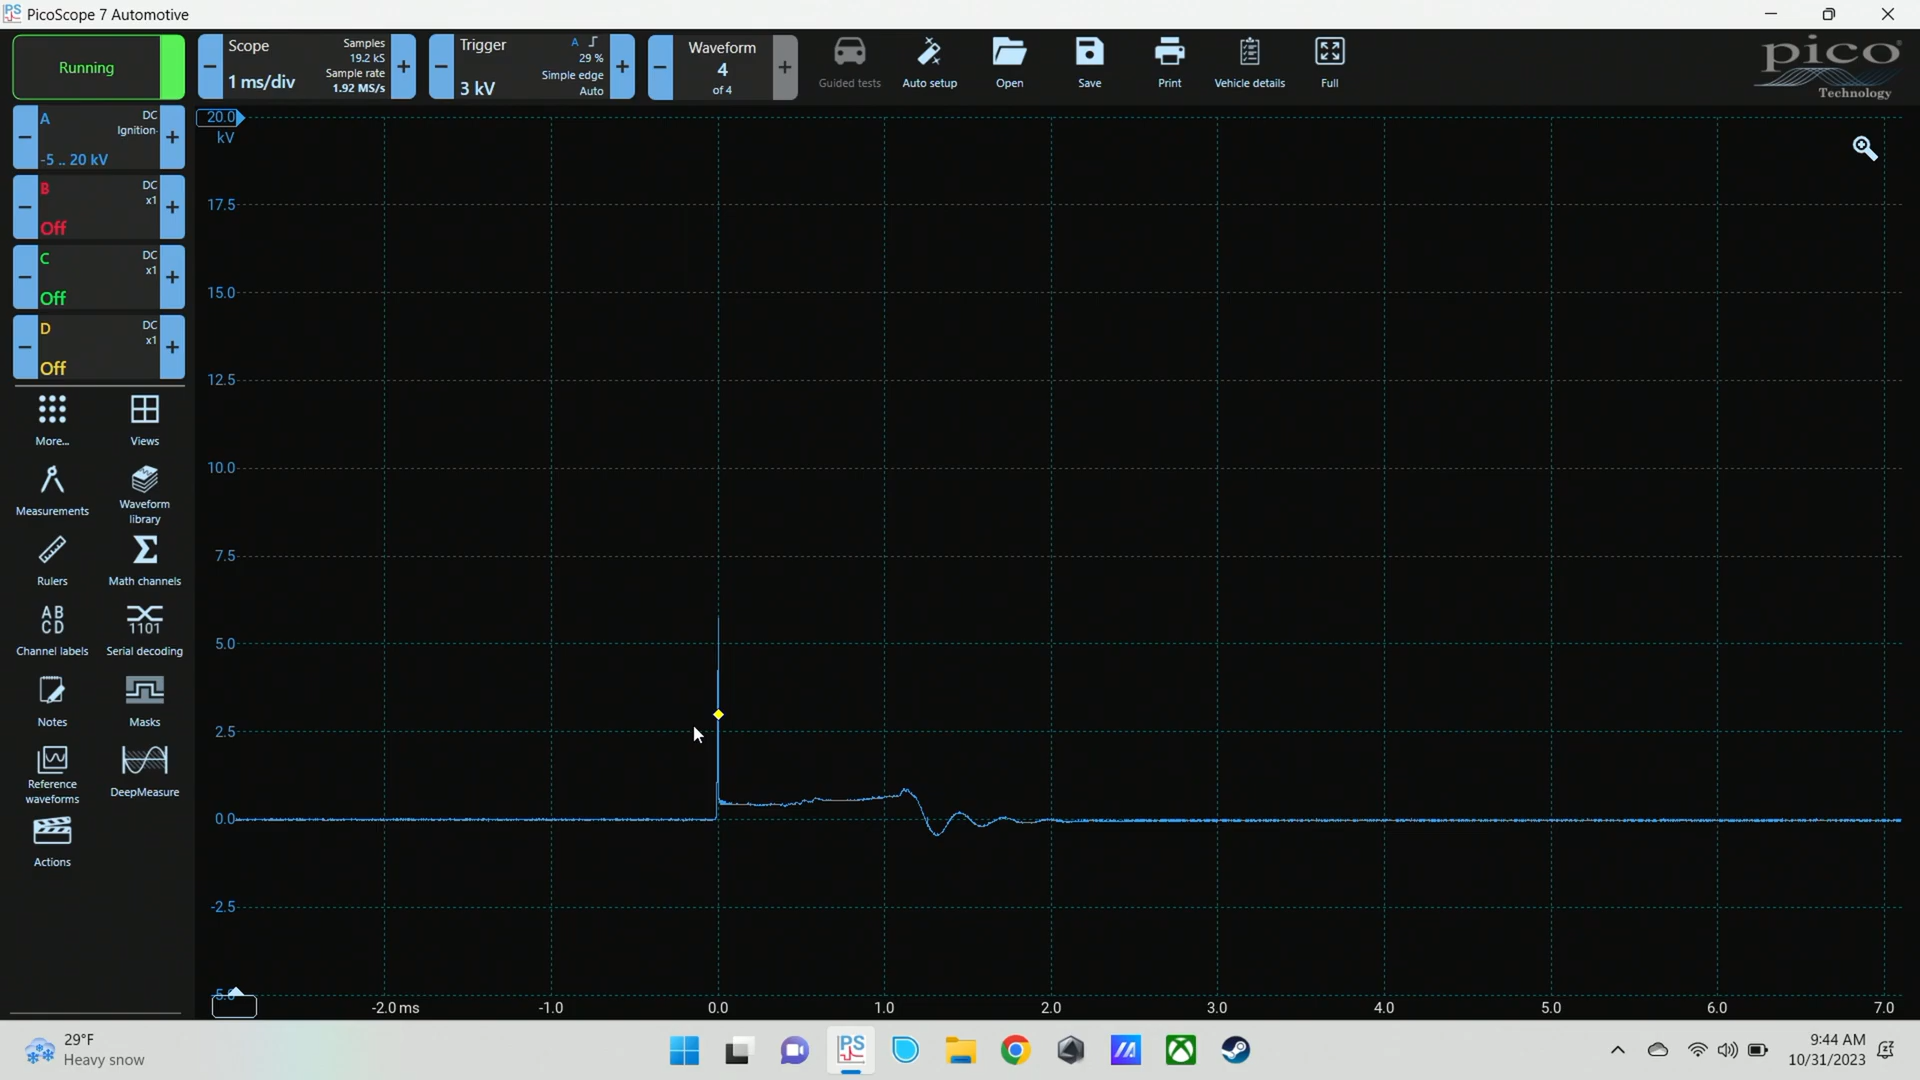 PicoScope 7 Automotive
Running
Scope
1 ms/div
Samples
19.2 kS
Sample rate
1.92 MS/s
Trigger
3 kV
A
29 %
Simple edge
Auto
Waveform
4
of 4
Guided tests
Auto setup
Open
Save
Print
Vehicle details
Full
pico
Technology
A
DC
Ignition-
-5 .. 20 kV
B
DC
x1
Off
C
DC
x1
Off
D
DC
x1
Off
More...
Views
Measurements
Waveform
library
Rulers
Math channels
AB
CD
1101
Channel labels
Serial decoding
Notes
Masks
Reference
waveforms
DeepMeasure
Actions
20.0
kV
17.5
15.0
12.5
10.0
7.5
5.0
2.5
0.0
-2.5
-5.0
-2.0 ms
-1.0
0.0
1.0
2.0
3.0
4.0
5.0
6.0
7.0
29°F
Heavy snow
PS
9:44 AM
10/31/2023